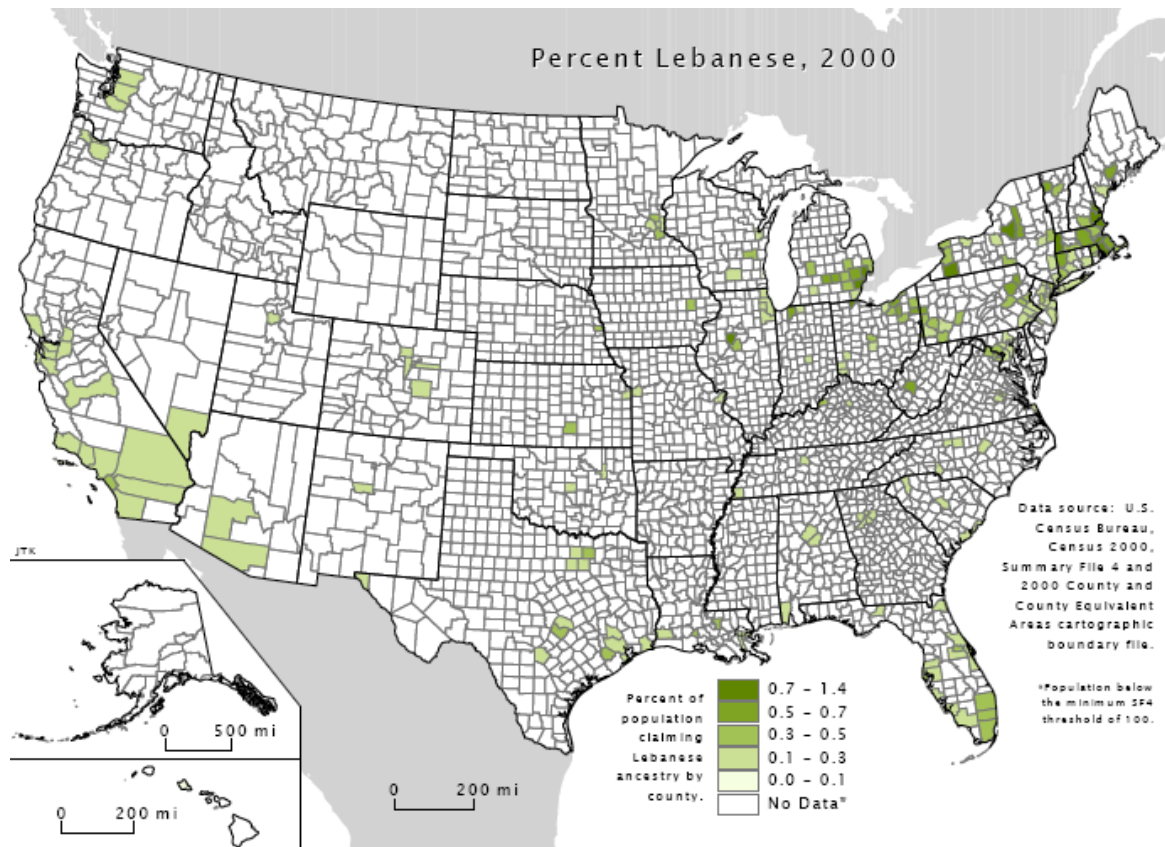 Percent Lebanese, 2000
Data source: U.S.
Census Bureau,
Census 2000,
Summary File 4 and
2000 County and
County Equivalent
Areas cartographic
boundary file.
*Population below
the minimum SF4
threshold of 100.
JTK
0 500 mi
0 200 mi
0 200 mi
Percent of
population
claiming
Lebanese
ancestry by
county.
0.7 – 1.4
0.5 – 0.7
0.3 – 0.5
0.1 – 0.3
0.0 – 0.1
No Data*